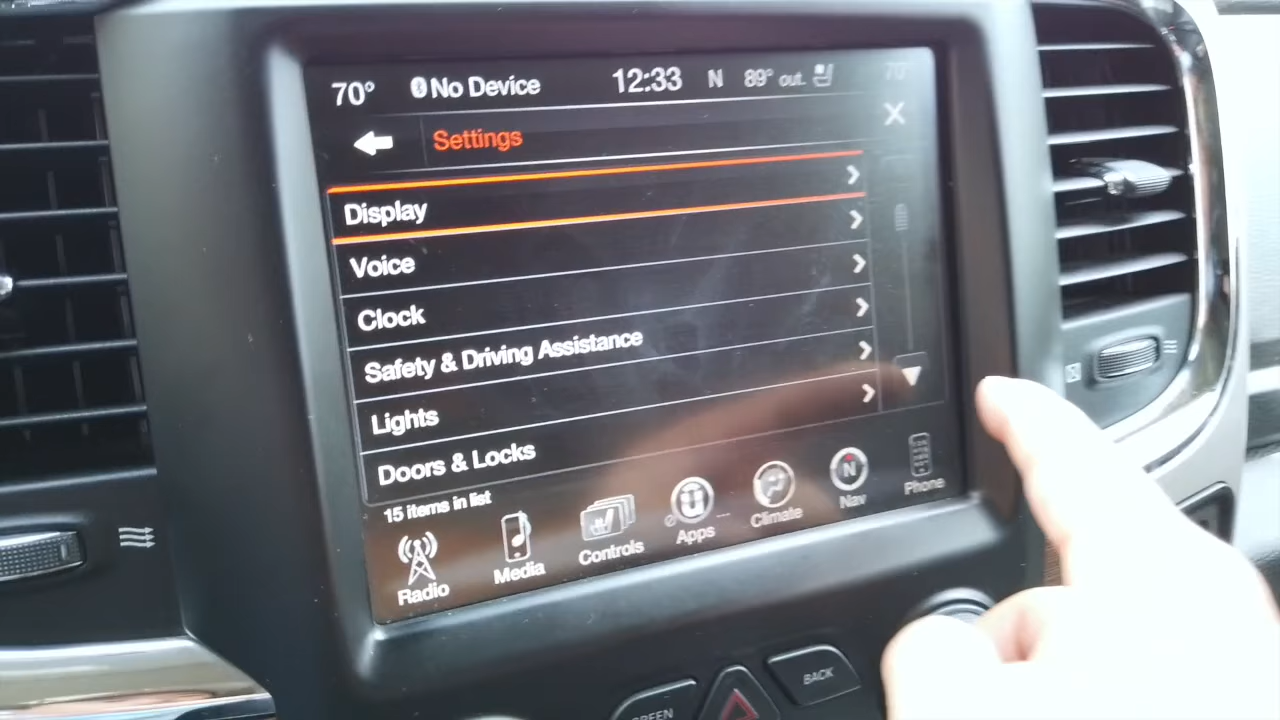 70° No Device 12:33 N 89° out. 70°
Settings
Display
Voice
Clock
Safety & Driving Assistance
Lights
Doors & Locks
15 items in list
Radio Media Controls Apps Climate Nav Phone
N
BACK